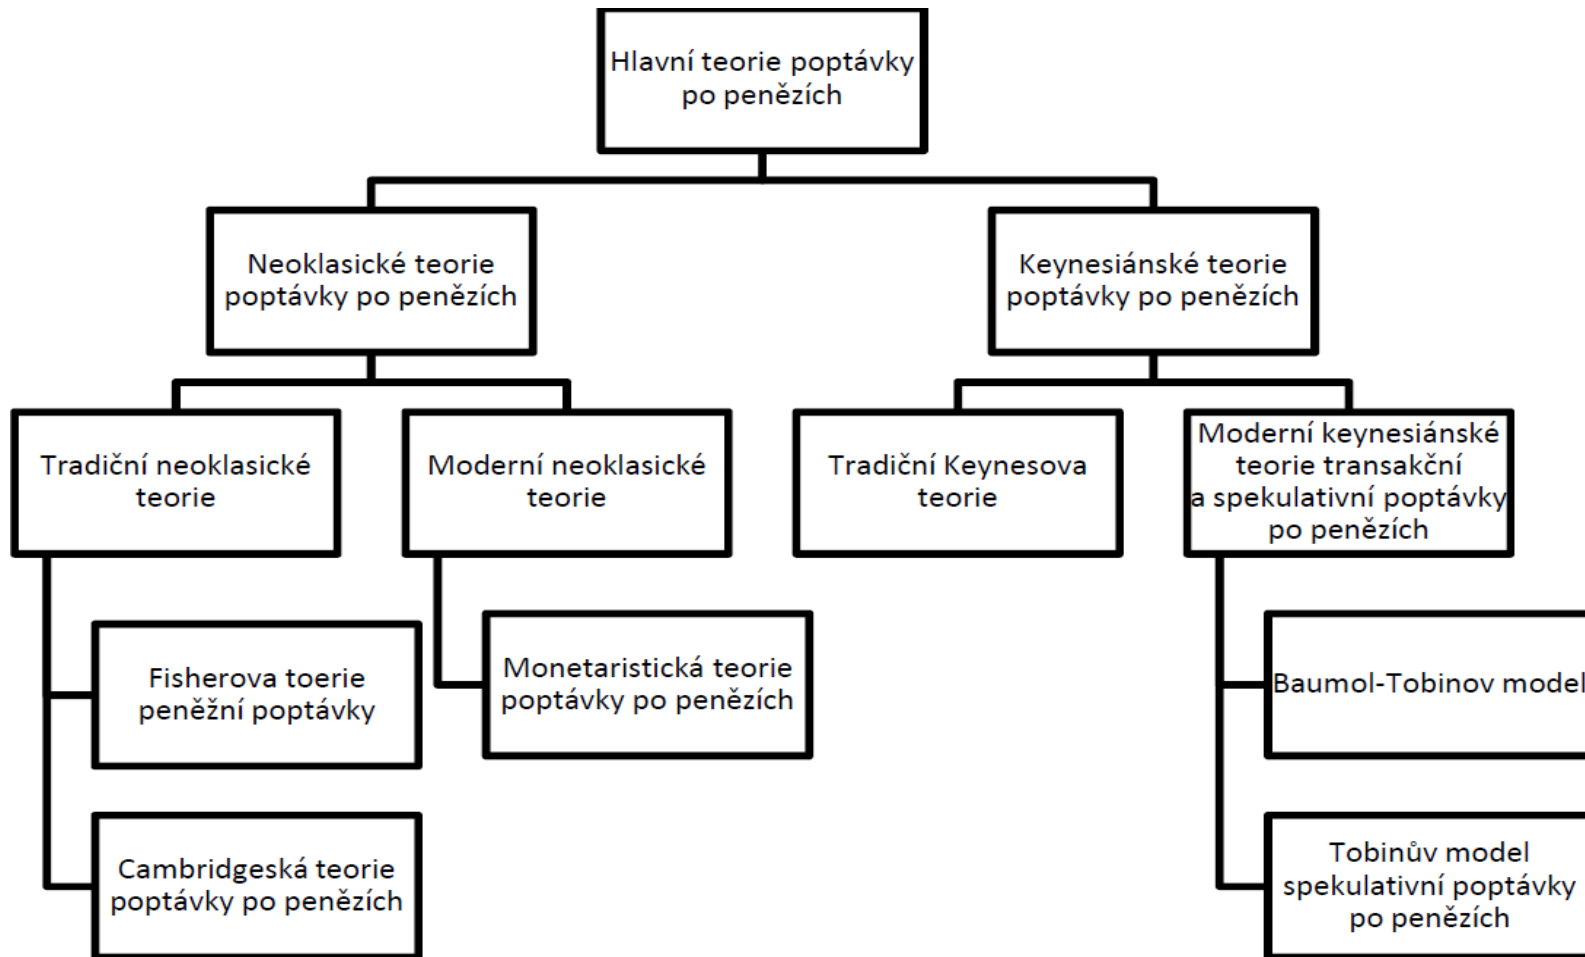 Hlavní teorie poptávky
po penězích
Neoklasické teorie
poptávky po penězích
Keynesiánské teorie
poptávky po penězích
Tradiční neoklasické
teorie
Moderní neoklasické
teorie
Tradiční Keynesova
teorie
Moderní keynesiánské
teorie transakční
a spekulativní poptávky
po penězích
Fisherova toerie
peněžní poptávky
Monetaristická teorie
poptávky po penězích
Baumol-Tobinov model
Cambridgeská teorie
poptávky po penězích
Tobinův model
spekulativní poptávky
po penězích